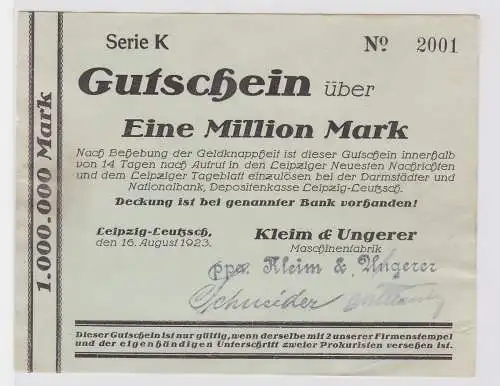 Serie K
№ 2001
Gutschein über
Eine Million Mark
Nach Behebung der Geldknappheit ist dieser Gutschein innerhalb
von 14 Tagen nach Aufruf in den Leipziger Neuesten Nachrichten
und dem Leipziger Tageblatt einzulösen bei der Darmstädter und
Nationalbank, Depositenkasse Leipzig-Leutzsch.
Deckung ist bei genannter Bank vorhanden!
Leipzig-Leutzsch,
den 16. August 1923.
Kleim & Ungerer
Maschinenfabrik
ppa. Kleim & Ungerer
Schneider
Dieser Gutschein ist nur gültig, wenn derselbe mit 2 unserer Firmenstempel
und der eigenhändigen Unterschrift zweier Prokuristen versehen ist.
1.000.000 Mark